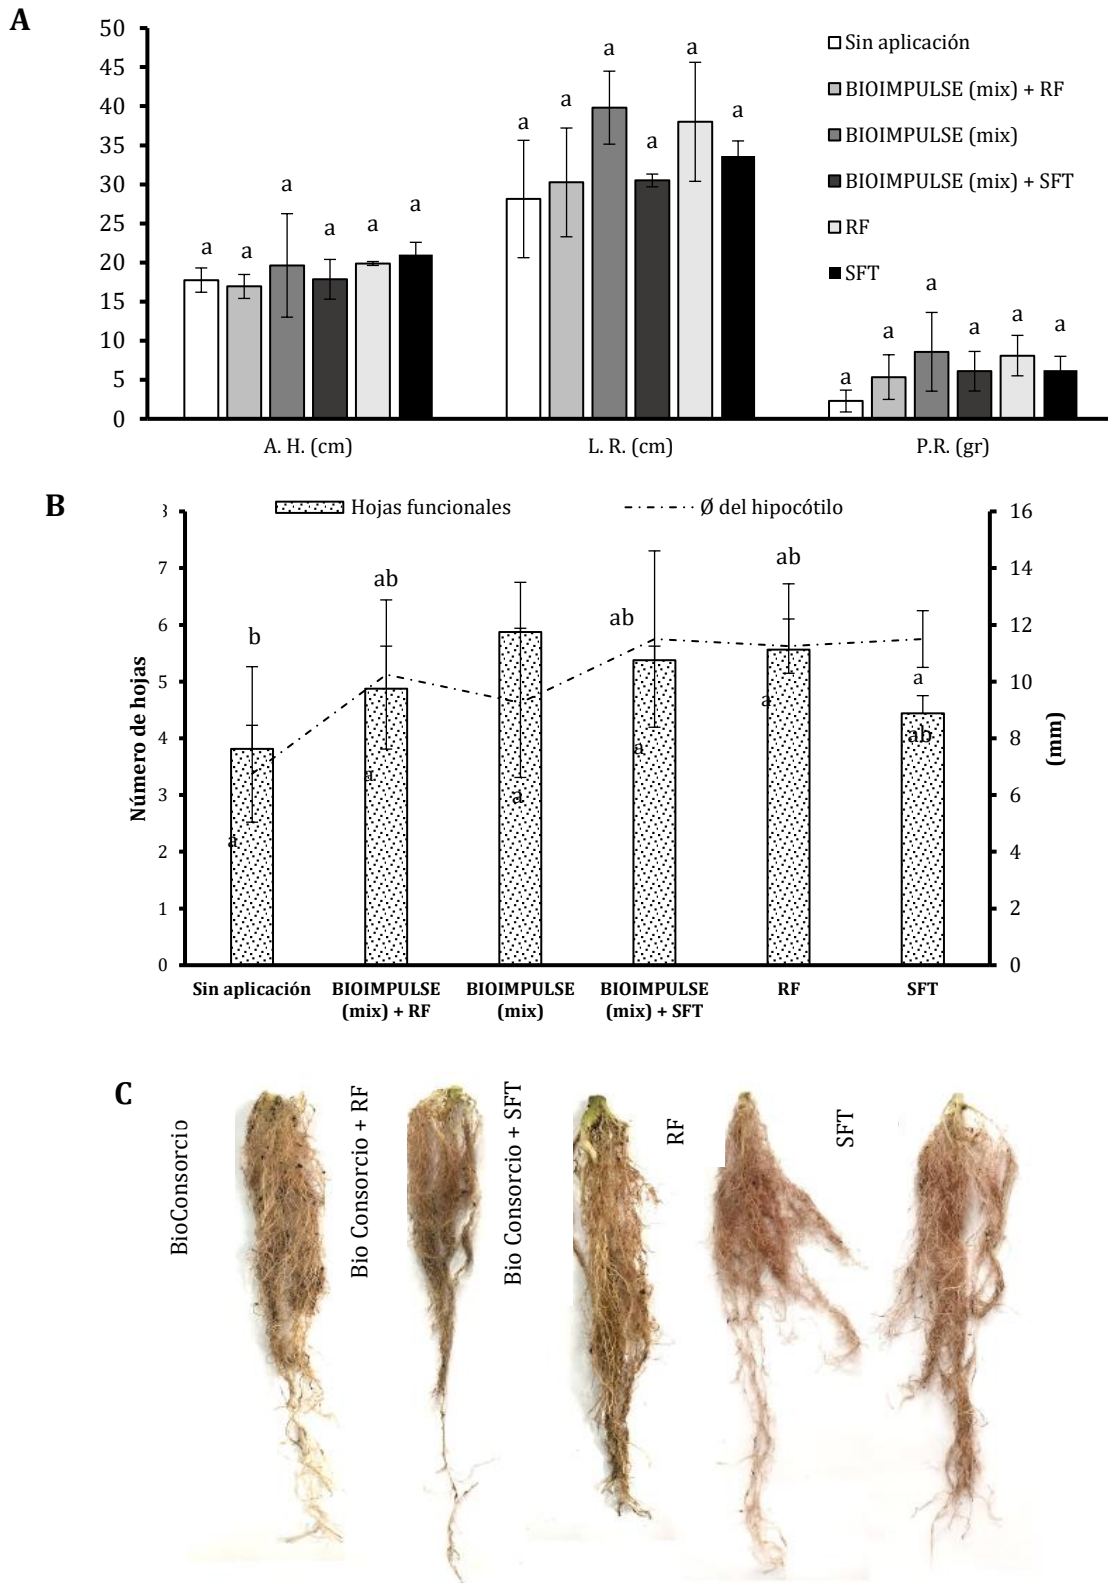 A
50
45
40
35
30
25
20
15
10
5
0
a a a a a a
a a a a a a
a a a a a a
A. H. (cm) L. R. (cm) P.R. (gr)
Sin aplicación
BIOIMPULSE (mix) + RF
BIOIMPULSE (mix)
BIOIMPULSE (mix) + SFT
RF
SFT
B
Hojas funcionales Ø del hipocótilo
Número de hojas
8
7
6
5
4
3
2
1
0
b ab ab ab a
a a a a a ab
16
14
12
10
8
6
4
2
0
(mm)
Sin aplicación
BIOIMPULSE
(mix) + RF
BIOIMPULSE
(mix)
BIOIMPULSE
(mix) + SFT
RF
SFT
C
BioConsorcio
Bio Consorcio + RF
Bio Consorcio + SFT
RF
SFT